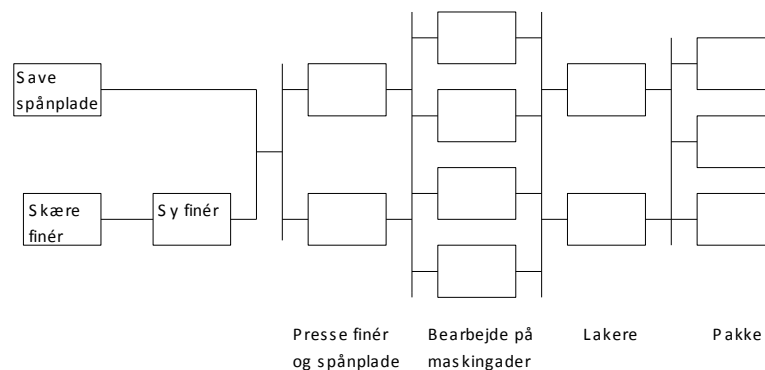 Save
spånplade
Skære
finér
Sy finér
Presse finér
og spånplade
Bearbejde på
maskingader
Lakere
Pakke